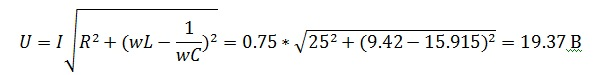 U = I √(R² + (wL − 1/wC)²) = 0.75 * √(25² + (9.42 − 15.915)²) = 19.37 В